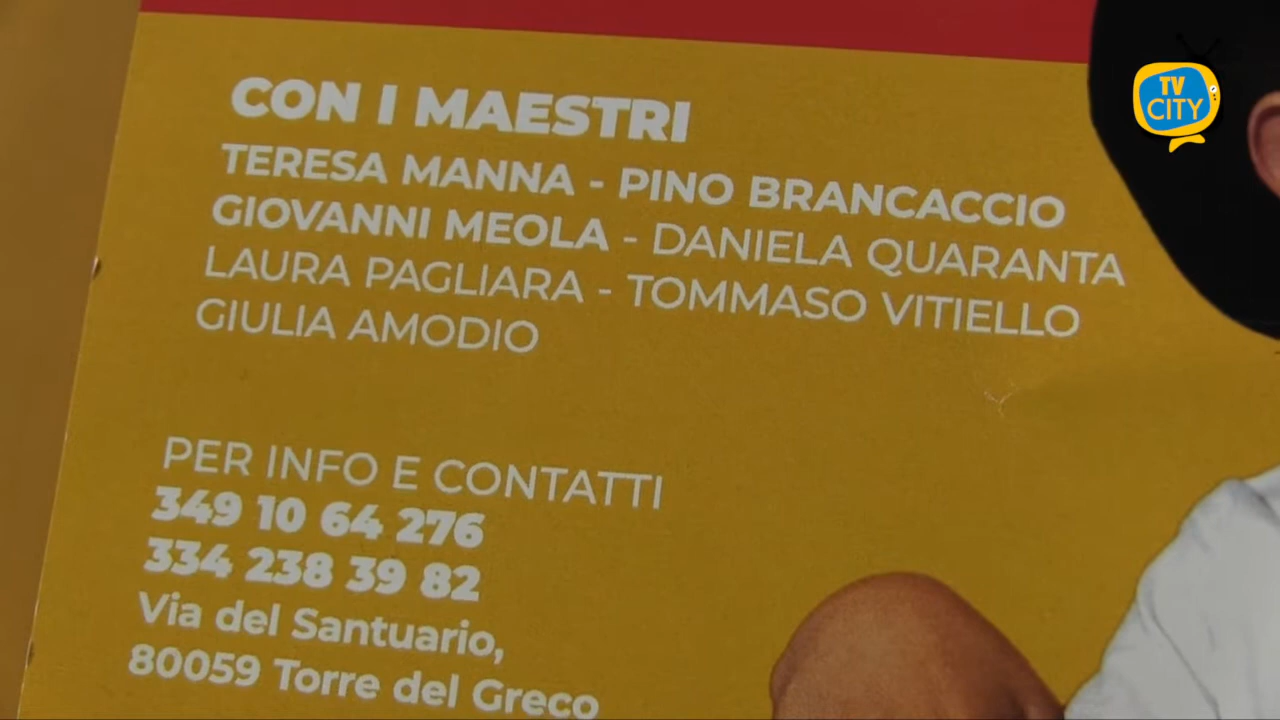 TV
CITY
CON I MAESTRI
TERESA MANNA - PINO BRANCACCIO
GIOVANNI MEOLA - DANIELA QUARANTA
LAURA PAGLIARA - TOMMASO VITIELLO
GIULIA AMODIO
PER INFO E CONTATTI
349 10 64 276
334 238 39 82
Via del Santuario,
80059 Torre del Greco